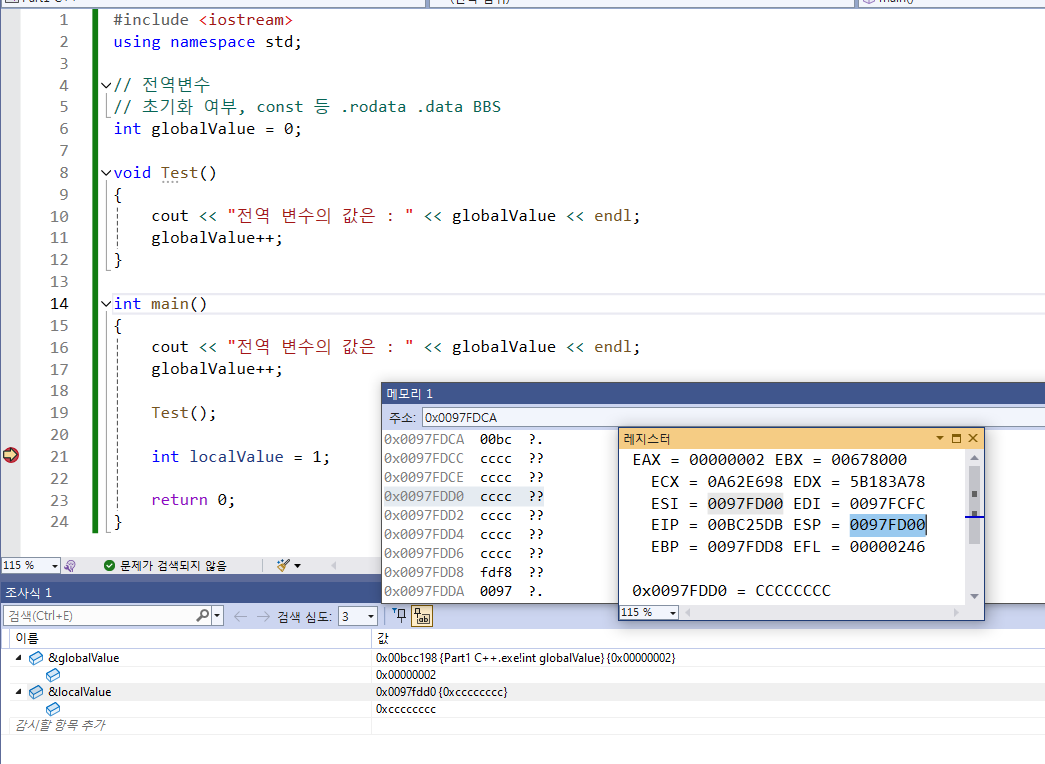 1 #include <iostream>
2 using namespace std;
3
4 // 전역변수
5 // 초기화 여부, const 등 .rodata .data BBS
6 int globalValue = 0;
7
8 void Test()
9 {
10 cout << "전역 변수의 값은 : " << globalValue << endl;
11 globalValue++;
12 }
13
14 int main()
15 {
16 cout << "전역 변수의 값은 : " << globalValue << endl;
17 globalValue++;
18
19 Test();
20
21 int localValue = 1;
22
23 return 0;
24 }
메모리 1
주소: 0x0097FDCA
0x0097FDCA 00bc ?.
0x0097FDCC cccc ??
0x0097FDCE cccc ??
0x0097FDD0 cccc ??
0x0097FDD2 cccc ??
0x0097FDD4 cccc ??
0x0097FDD6 cccc ??
0x0097FDD8 fdf8 ??
0x0097FDDA 0097 ?.
레지스터
EAX = 00000002 EBX = 00678000
ECX = 0A62E698 EDX = 5B183A78
ESI = 0097FD00 EDI = 0097FCFC
EIP = 00BC25DB ESP = 0097FD00
EBP = 0097FDD8 EFL = 00000246
0x0097FDD0 = CCCCCCCC
115 %
115 % 문제가 검색되지 않음
조사식 1
검색(Ctrl+E) 검색 심도: 3
이름 값
&globalValue 0x00bcc198 {Part1 C++.exe!int globalValue} {0x00000002}
0x00000002
&localValue 0x0097fdd0 {0xcccccccc}
0xcccccccc
감시할 항목 추가